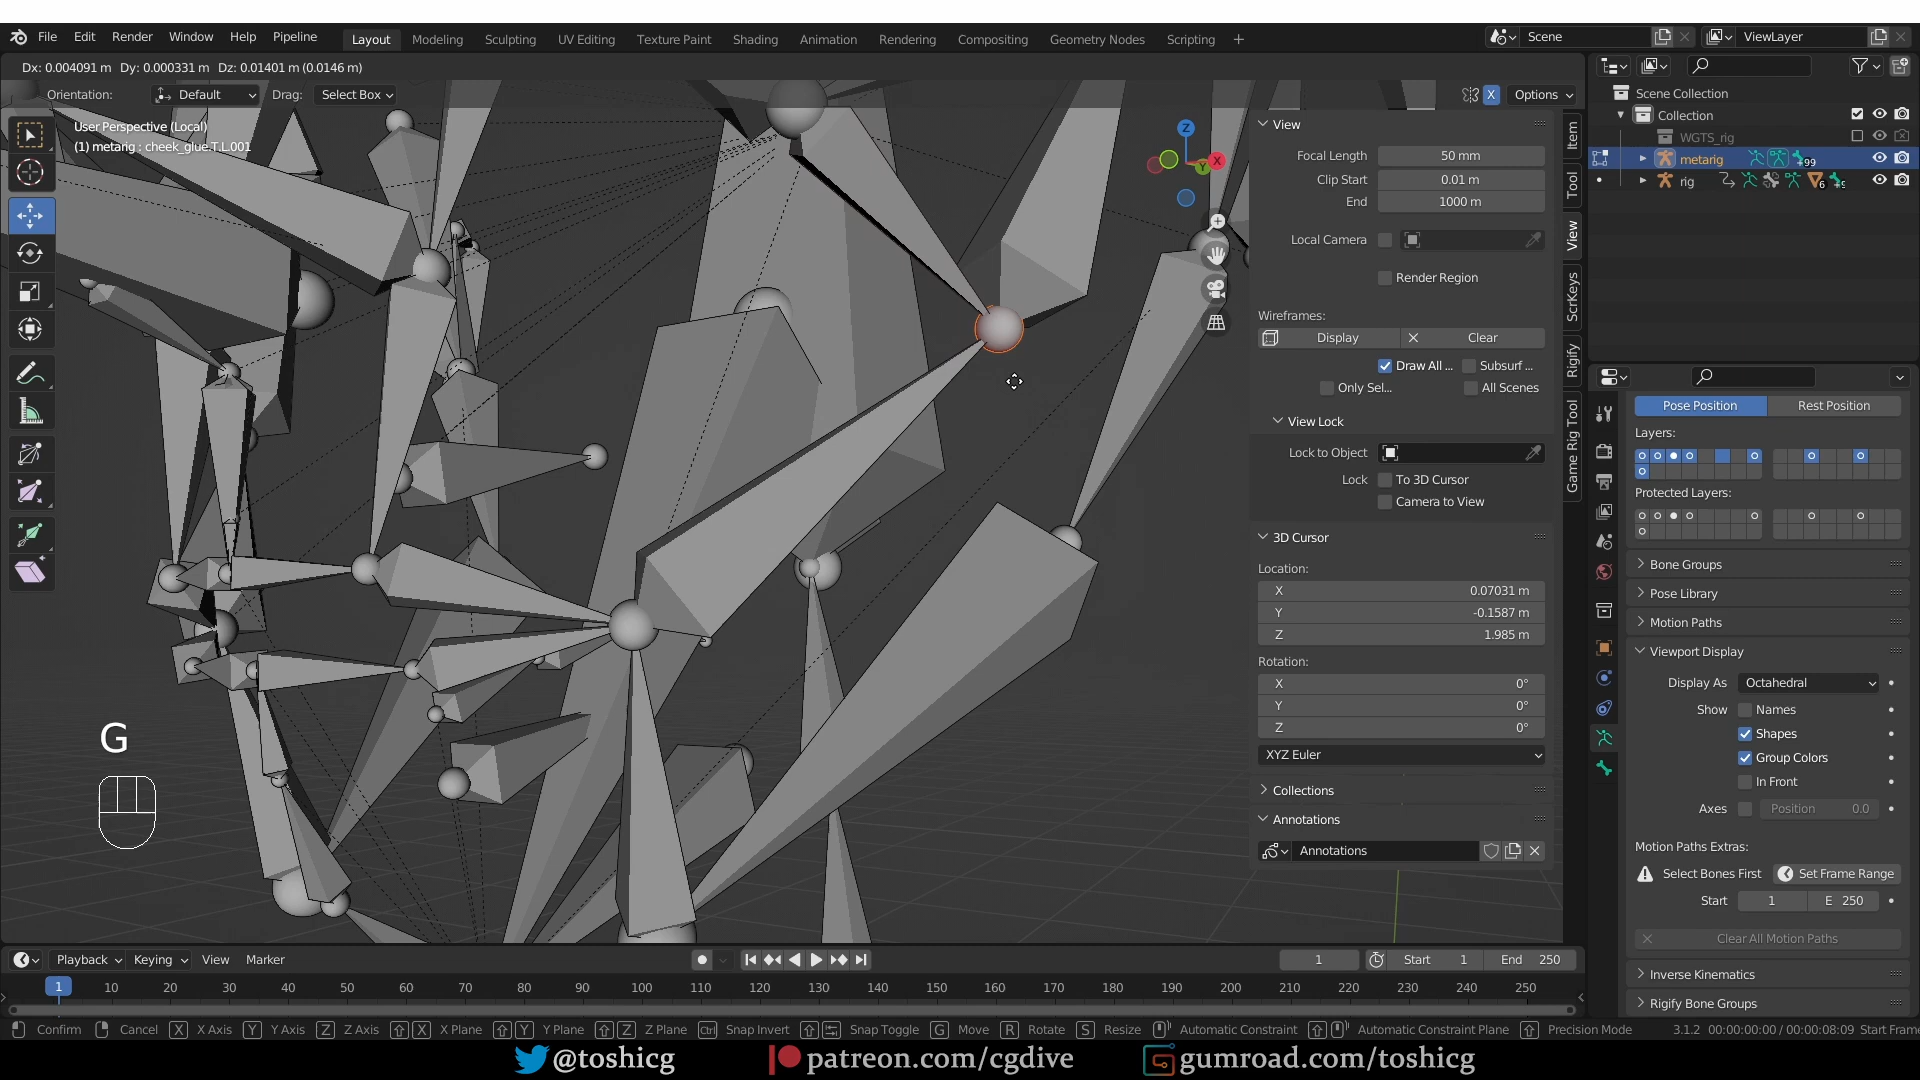 File Edit Render Window Help Pipeline Layout Modeling Sculpting UV Editing Texture Paint Shading Animation Rendering Compositing Geometry Nodes Scripting + Scene ViewLayer
Dx: 0.004091 m Dy: 0.000331 m Dz: 0.01401 m (0.0146 m)
Orientation: Default Drag: Select Box X Options
User Perspective (Local)
(1) metarig : cheek_glue.T.L.001
Z
X
Y
G
View
Focal Length 50 mm
Clip Start 0.01 m
End 1000 m
Local Camera
Render Region
Wireframes:
Display Clear
Draw All ... Subsurf ...
Only Sel... All Scenes
View Lock
Lock to Object
Lock To 3D Cursor
Camera to View
3D Cursor
Location:
X 0.07031 m
Y -0.1587 m
Z 1.985 m
Rotation:
X 0°
Y 0°
Z 0°
XYZ Euler
Collections
Annotations
Annotations
Item
Tool
View
ScrKeys
Rigify
Game Rig Tool
Scene Collection
Collection
WGTS_rig
metarig 99
rig 6
Pose Position Rest Position
Layers:
Protected Layers:
Bone Groups
Pose Library
Motion Paths
Viewport Display
Display As Octahedral
Show Names
Shapes
Group Colors
In Front
Axes Position 0.0
Motion Paths Extras:
Select Bones First Set Frame Range
Start 1 E 250
Clear All Motion Paths
Inverse Kinematics
Rigify Bone Groups
Playback Keying View Marker 1 Start 1 End 250
1 10 20 30 40 50 60 70 80 90 100 110 120 130 140 150 160 170 180 190 200 210 220 230 240 250
Confirm Cancel X X Axis Y Y Axis Z Z Axis X X Plane Y Y Plane Z Z Plane Ctrl Snap Invert Snap Toggle G Move R Rotate S Resize Automatic Constraint Automatic Constraint Plane Precision Mode 3.1.2 00:00:00:00 / 00:00:08:09 Start Frame
@toshicg patreon.com/cgdive gumroad.com/toshicg